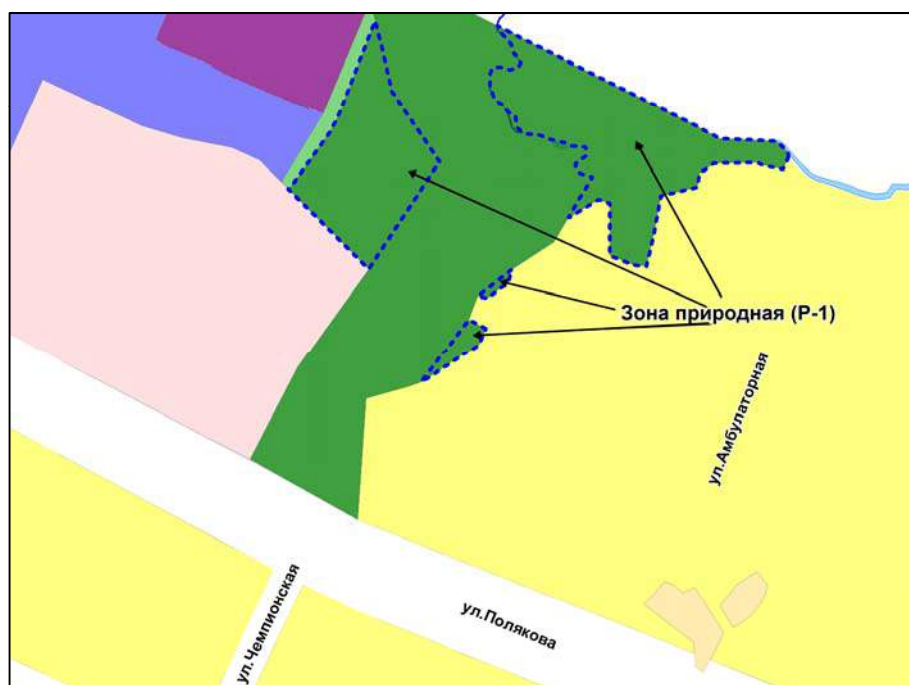 Зона природная (Р-1)
ул.Амбулаторная
ул.Полякова
ул.Чемпионская